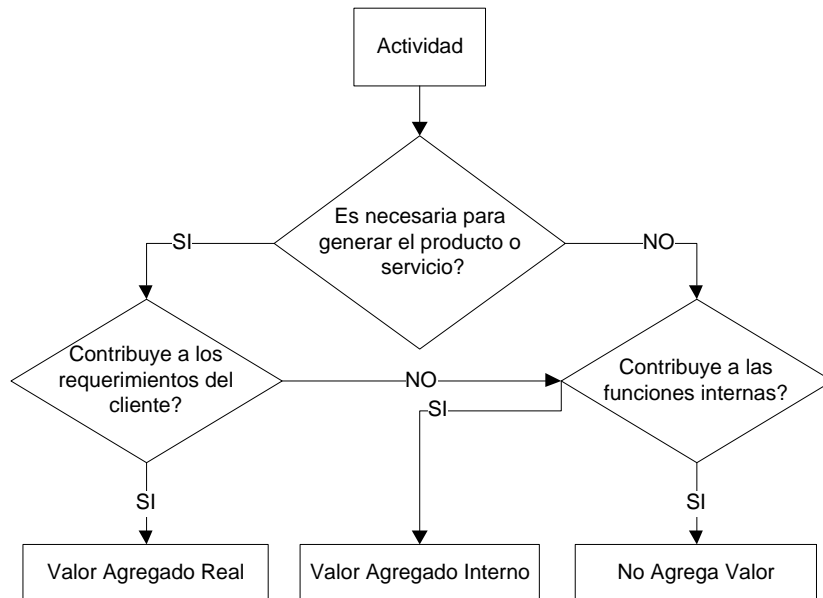 Actividad
Es necesaria para
generar el producto o
servicio?
SI
NO
Contribuye a los
requerimientos del
cliente?
NO
Contribuye a las
funciones internas?
SI
SI
SI
Valor Agregado Real
Valor Agregado Interno
No Agrega Valor